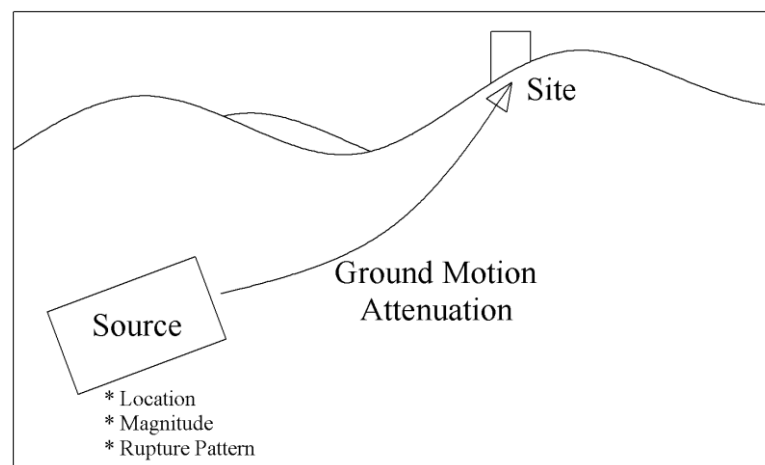 Site
Ground Motion
Attenuation
Source
* Location
* Magnitude
* Rupture Pattern